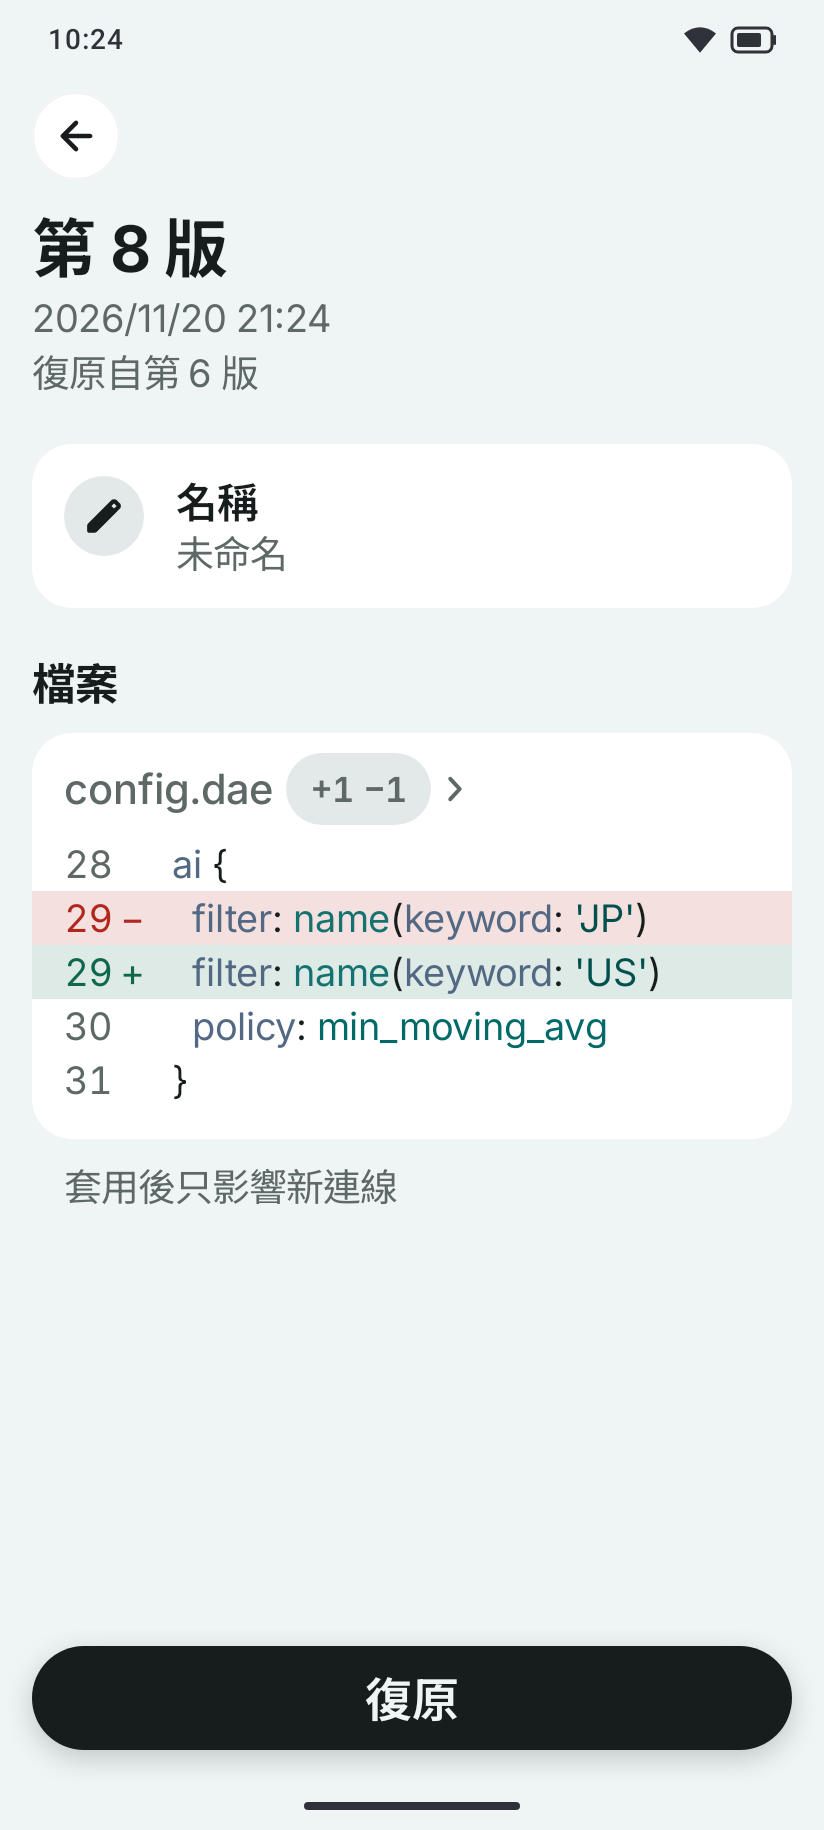 10:24
第 8 版
2026/11/20 21:24
復原自第 6 版
名稱
未命名
檔案
config.dae +1 −1
28 ai {
29 − filter: name(keyword: 'JP')
29 + filter: name(keyword: 'US')
30 policy: min_moving_avg
31 }
套用後只影響新連線
復原